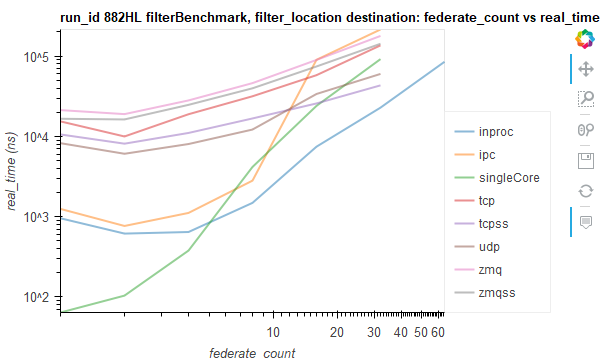 run_id 882HL filterBenchmark, filter_location destination: federate_count vs real_time
10^5
10^4
10^3
10^2
real_time (ns)
inproc
ipc
singleCore
tcp
tcpss
udp
zmq
zmqss
10 20 30 40 50 60
federate_count